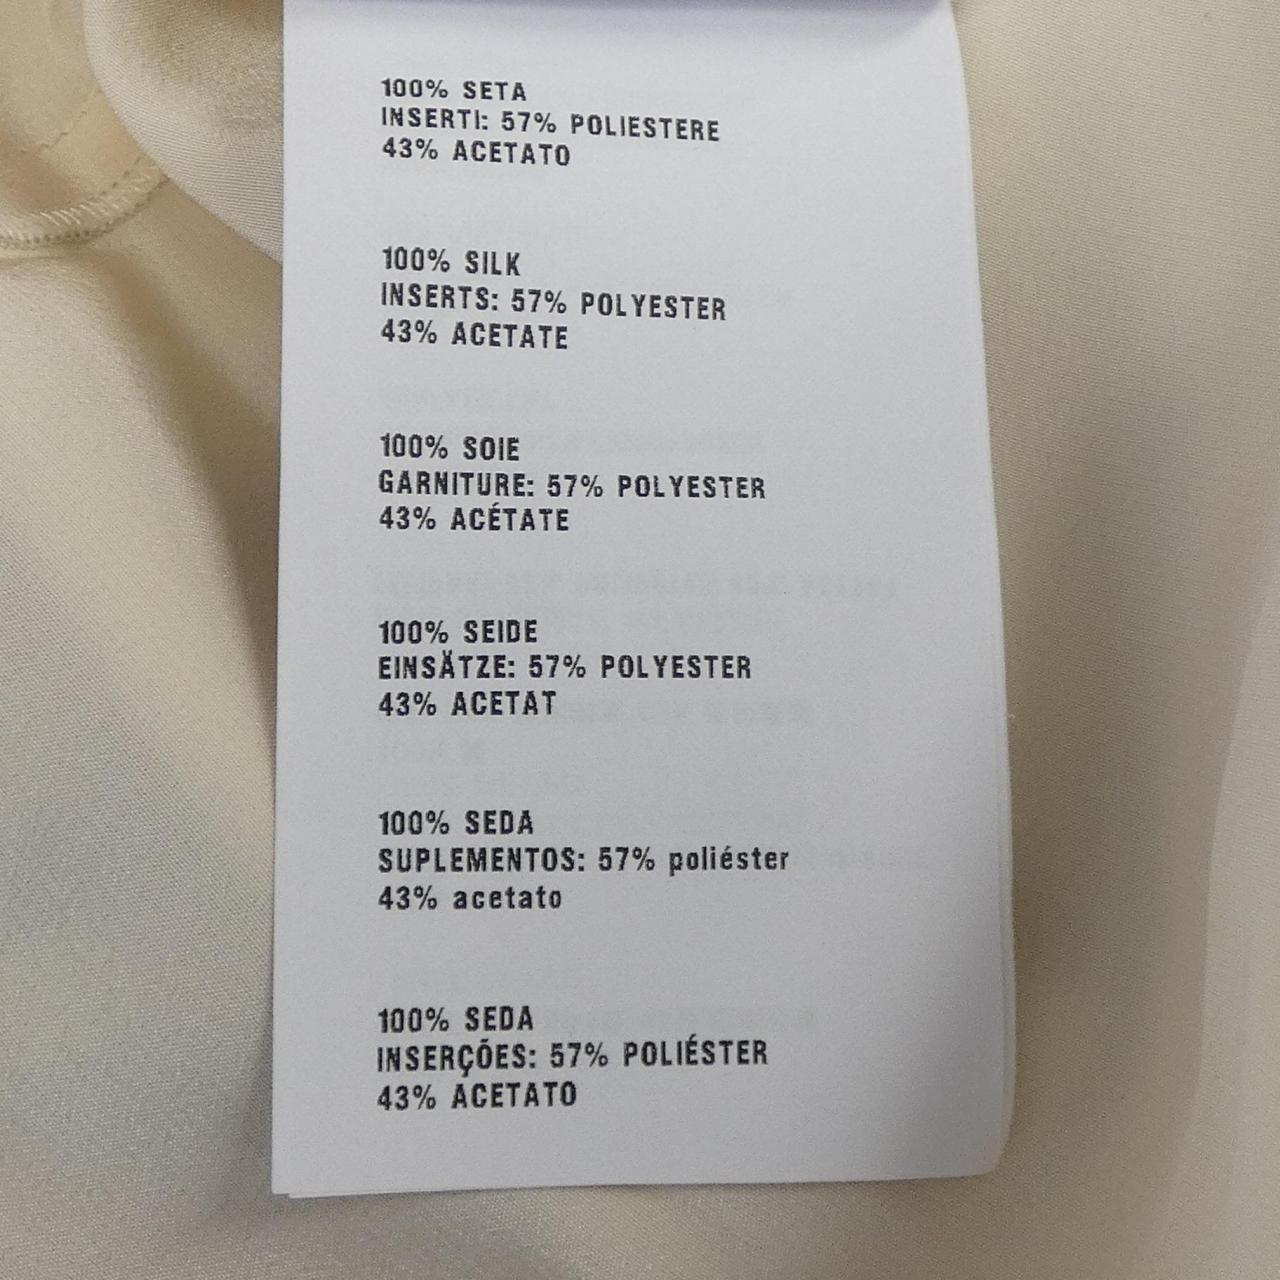 100% SETA
INSERTI: 57% POLIESTERE
43% ACETATO
100% SILK
INSERTS: 57% POLYESTER
43% ACETATE
100% SOIE
GARNITURE: 57% POLYESTER
43% ACÉTATE
100% SEIDE
EINSÄTZE: 57% POLYESTER
43% ACETAT
100% SEDA
SUPLEMENTOS: 57% poliéster
43% acetato
100% SEDA
INSERÇÕES: 57% POLIÉSTER
43% ACETATO